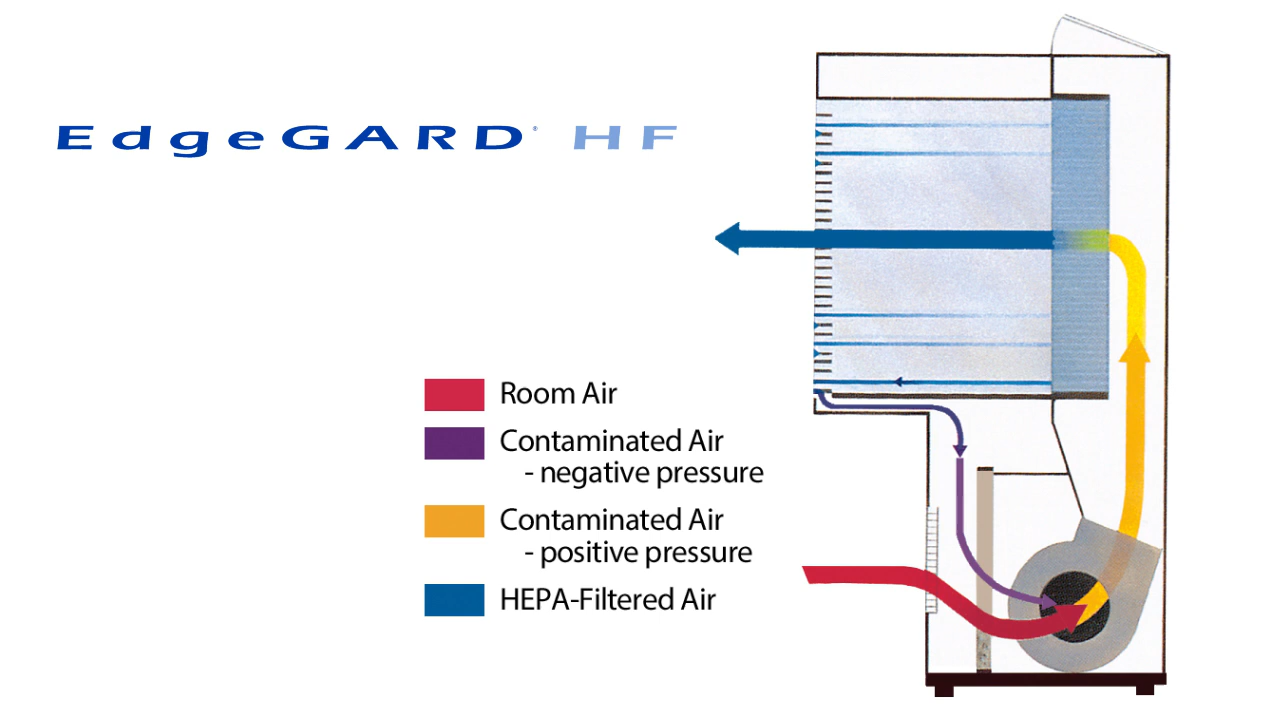 EdgeGARD® HF
Room Air
Contaminated Air
- negative pressure
Contaminated Air
- positive pressure
HEPA-Filtered Air